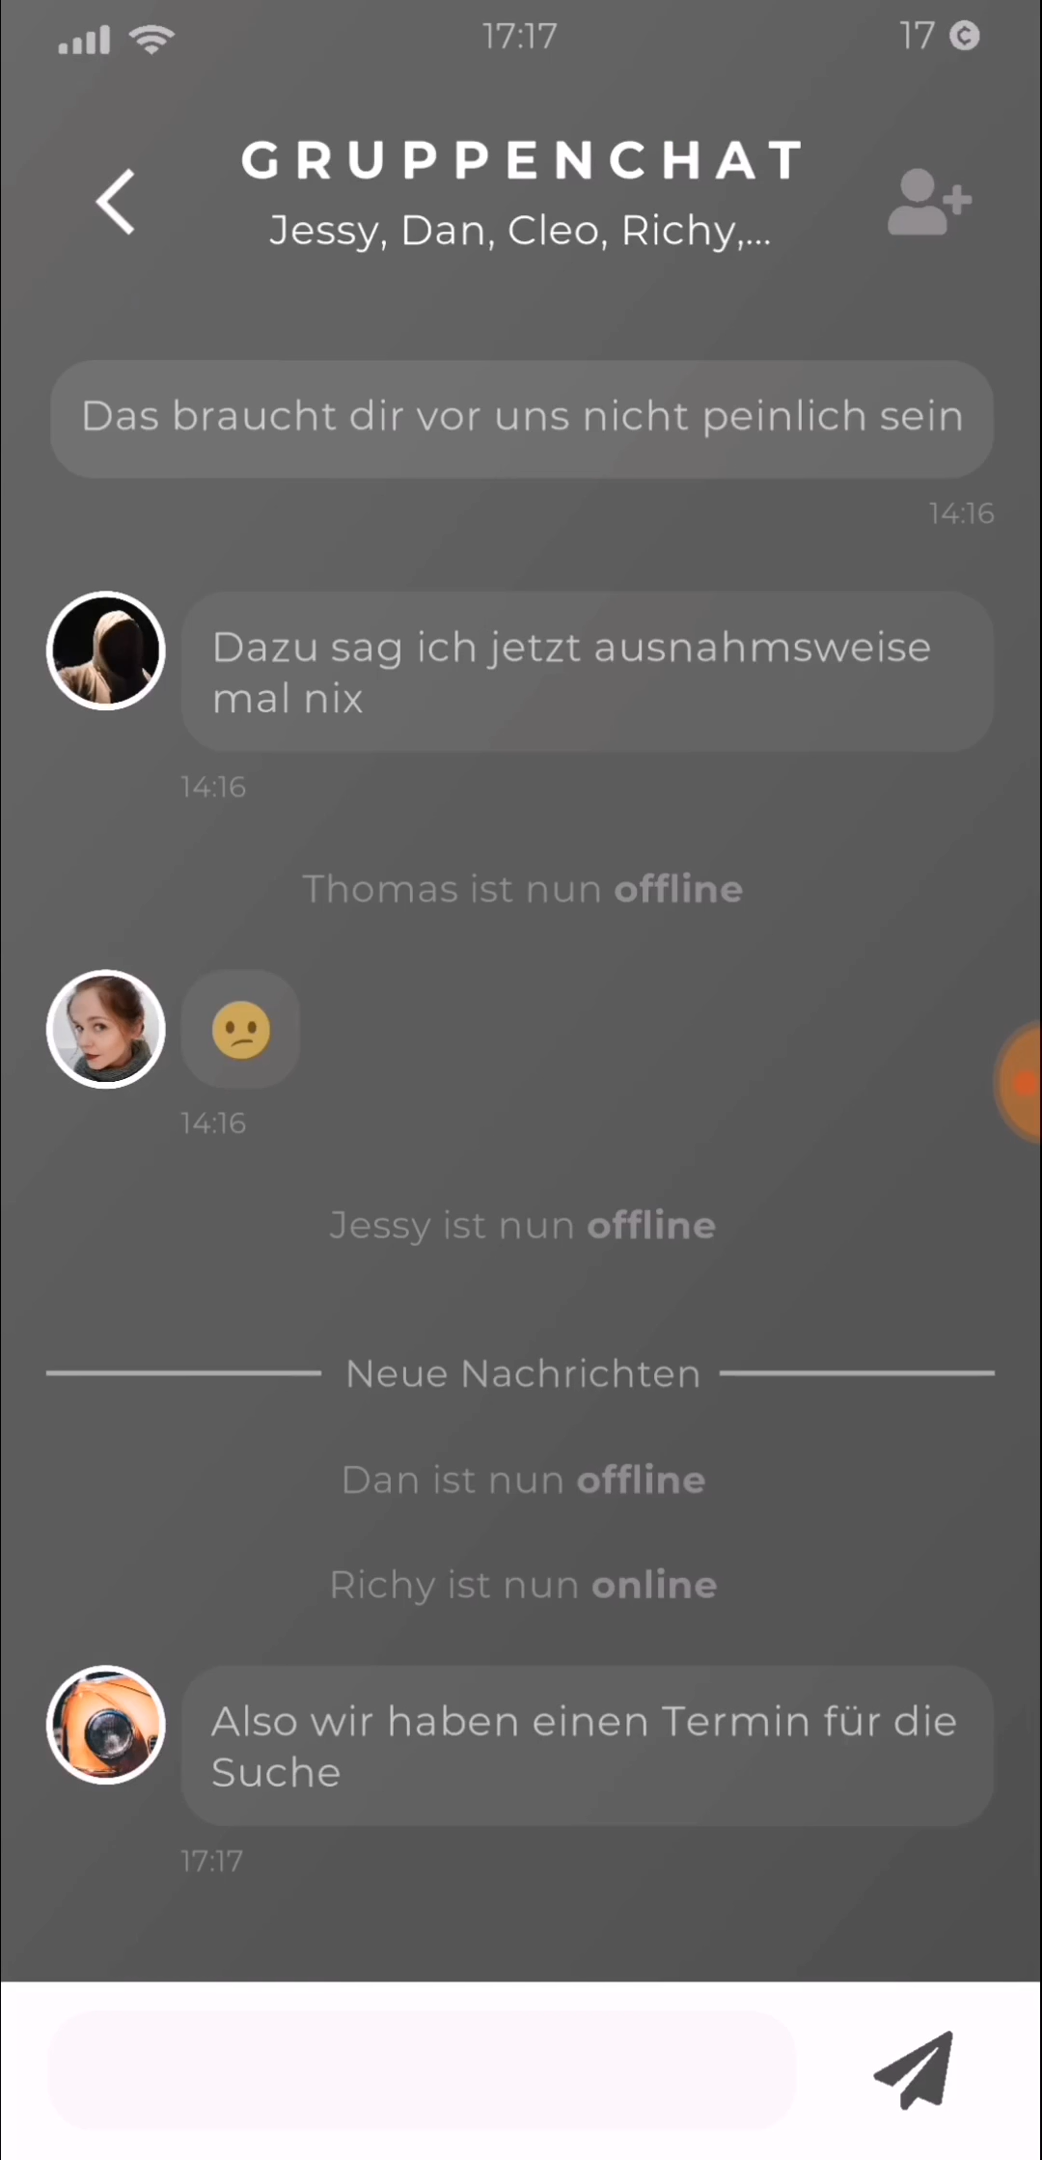 17:17
17
GRUPPENCHAT
Jessy, Dan, Cleo, Richy,...
Das braucht dir vor uns nicht peinlich sein
14:16
Dazu sag ich jetzt ausnahmsweise
mal nix
14:16
Thomas ist nun offline
14:16
Jessy ist nun offline
Neue Nachrichten
Dan ist nun offline
Richy ist nun online
Also wir haben einen Termin für die
Suche
17:17